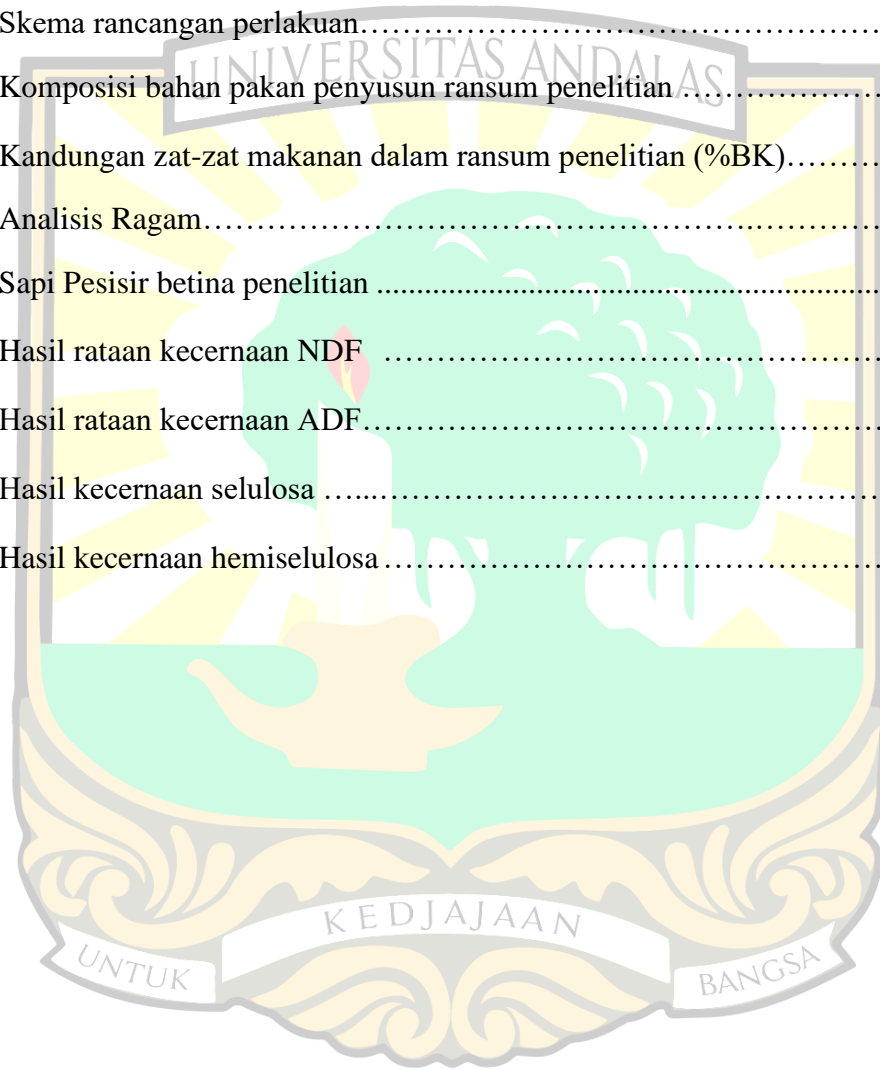 Skema rancangan perlakuan……………………………………………………
UNIVERSITAS ANDALAS
Komposisi bahan pakan penyusun ransum penelitian …………………
Kandungan zat-zat makanan dalam ransum penelitian (%BK)………
Analisis Ragam……………………………………………………..……………
Sapi Pesisir betina penelitian ..................................................................
Hasil rataan kecernaan NDF …………………………………………………
Hasil rataan kecernaan ADF……………………………………………………
Hasil kecernaan selulosa …...…………………………………………………
Hasil kecernaan hemiselulosa…………………………………………………
KEDJAJAAN
UNTUK
BANGSA